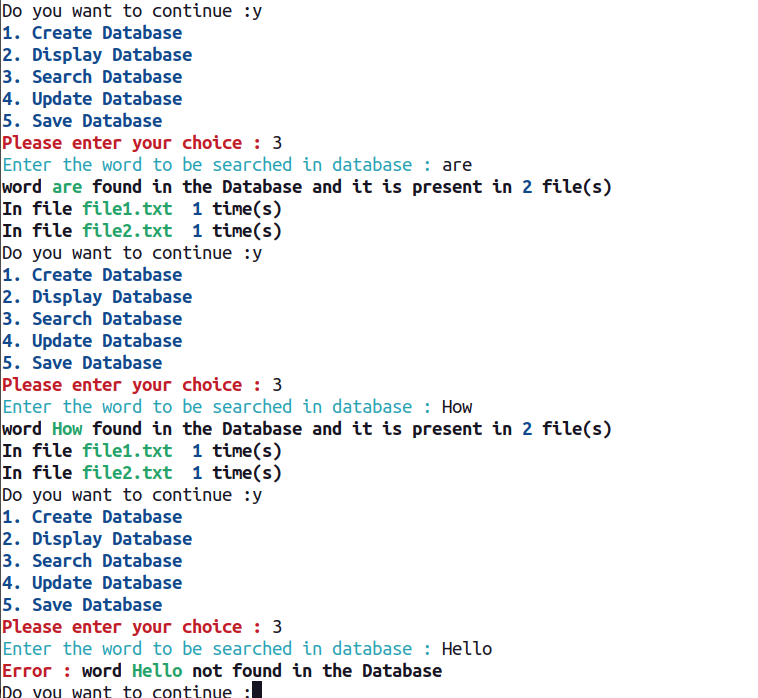 Do you want to continue :y
1. Create Database
2. Display Database
3. Search Database
4. Update Database
5. Save Database
Please enter your choice : 3
Enter the word to be searched in database : are
word are found in the Database and it is present in 2 file(s)
In file file1.txt  1 time(s)
In file file2.txt  1 time(s)
Do you want to continue :y
1. Create Database
2. Display Database
3. Search Database
4. Update Database
5. Save Database
Please enter your choice : 3
Enter the word to be searched in database : How
word How found in the Database and it is present in 2 file(s)
In file file1.txt  1 time(s)
In file file2.txt  1 time(s)
Do you want to continue :y
1. Create Database
2. Display Database
3. Search Database
4. Update Database
5. Save Database
Please enter your choice : 3
Enter the word to be searched in database : Hello
Error : word Hello not found in the Database
Do you want to continue :